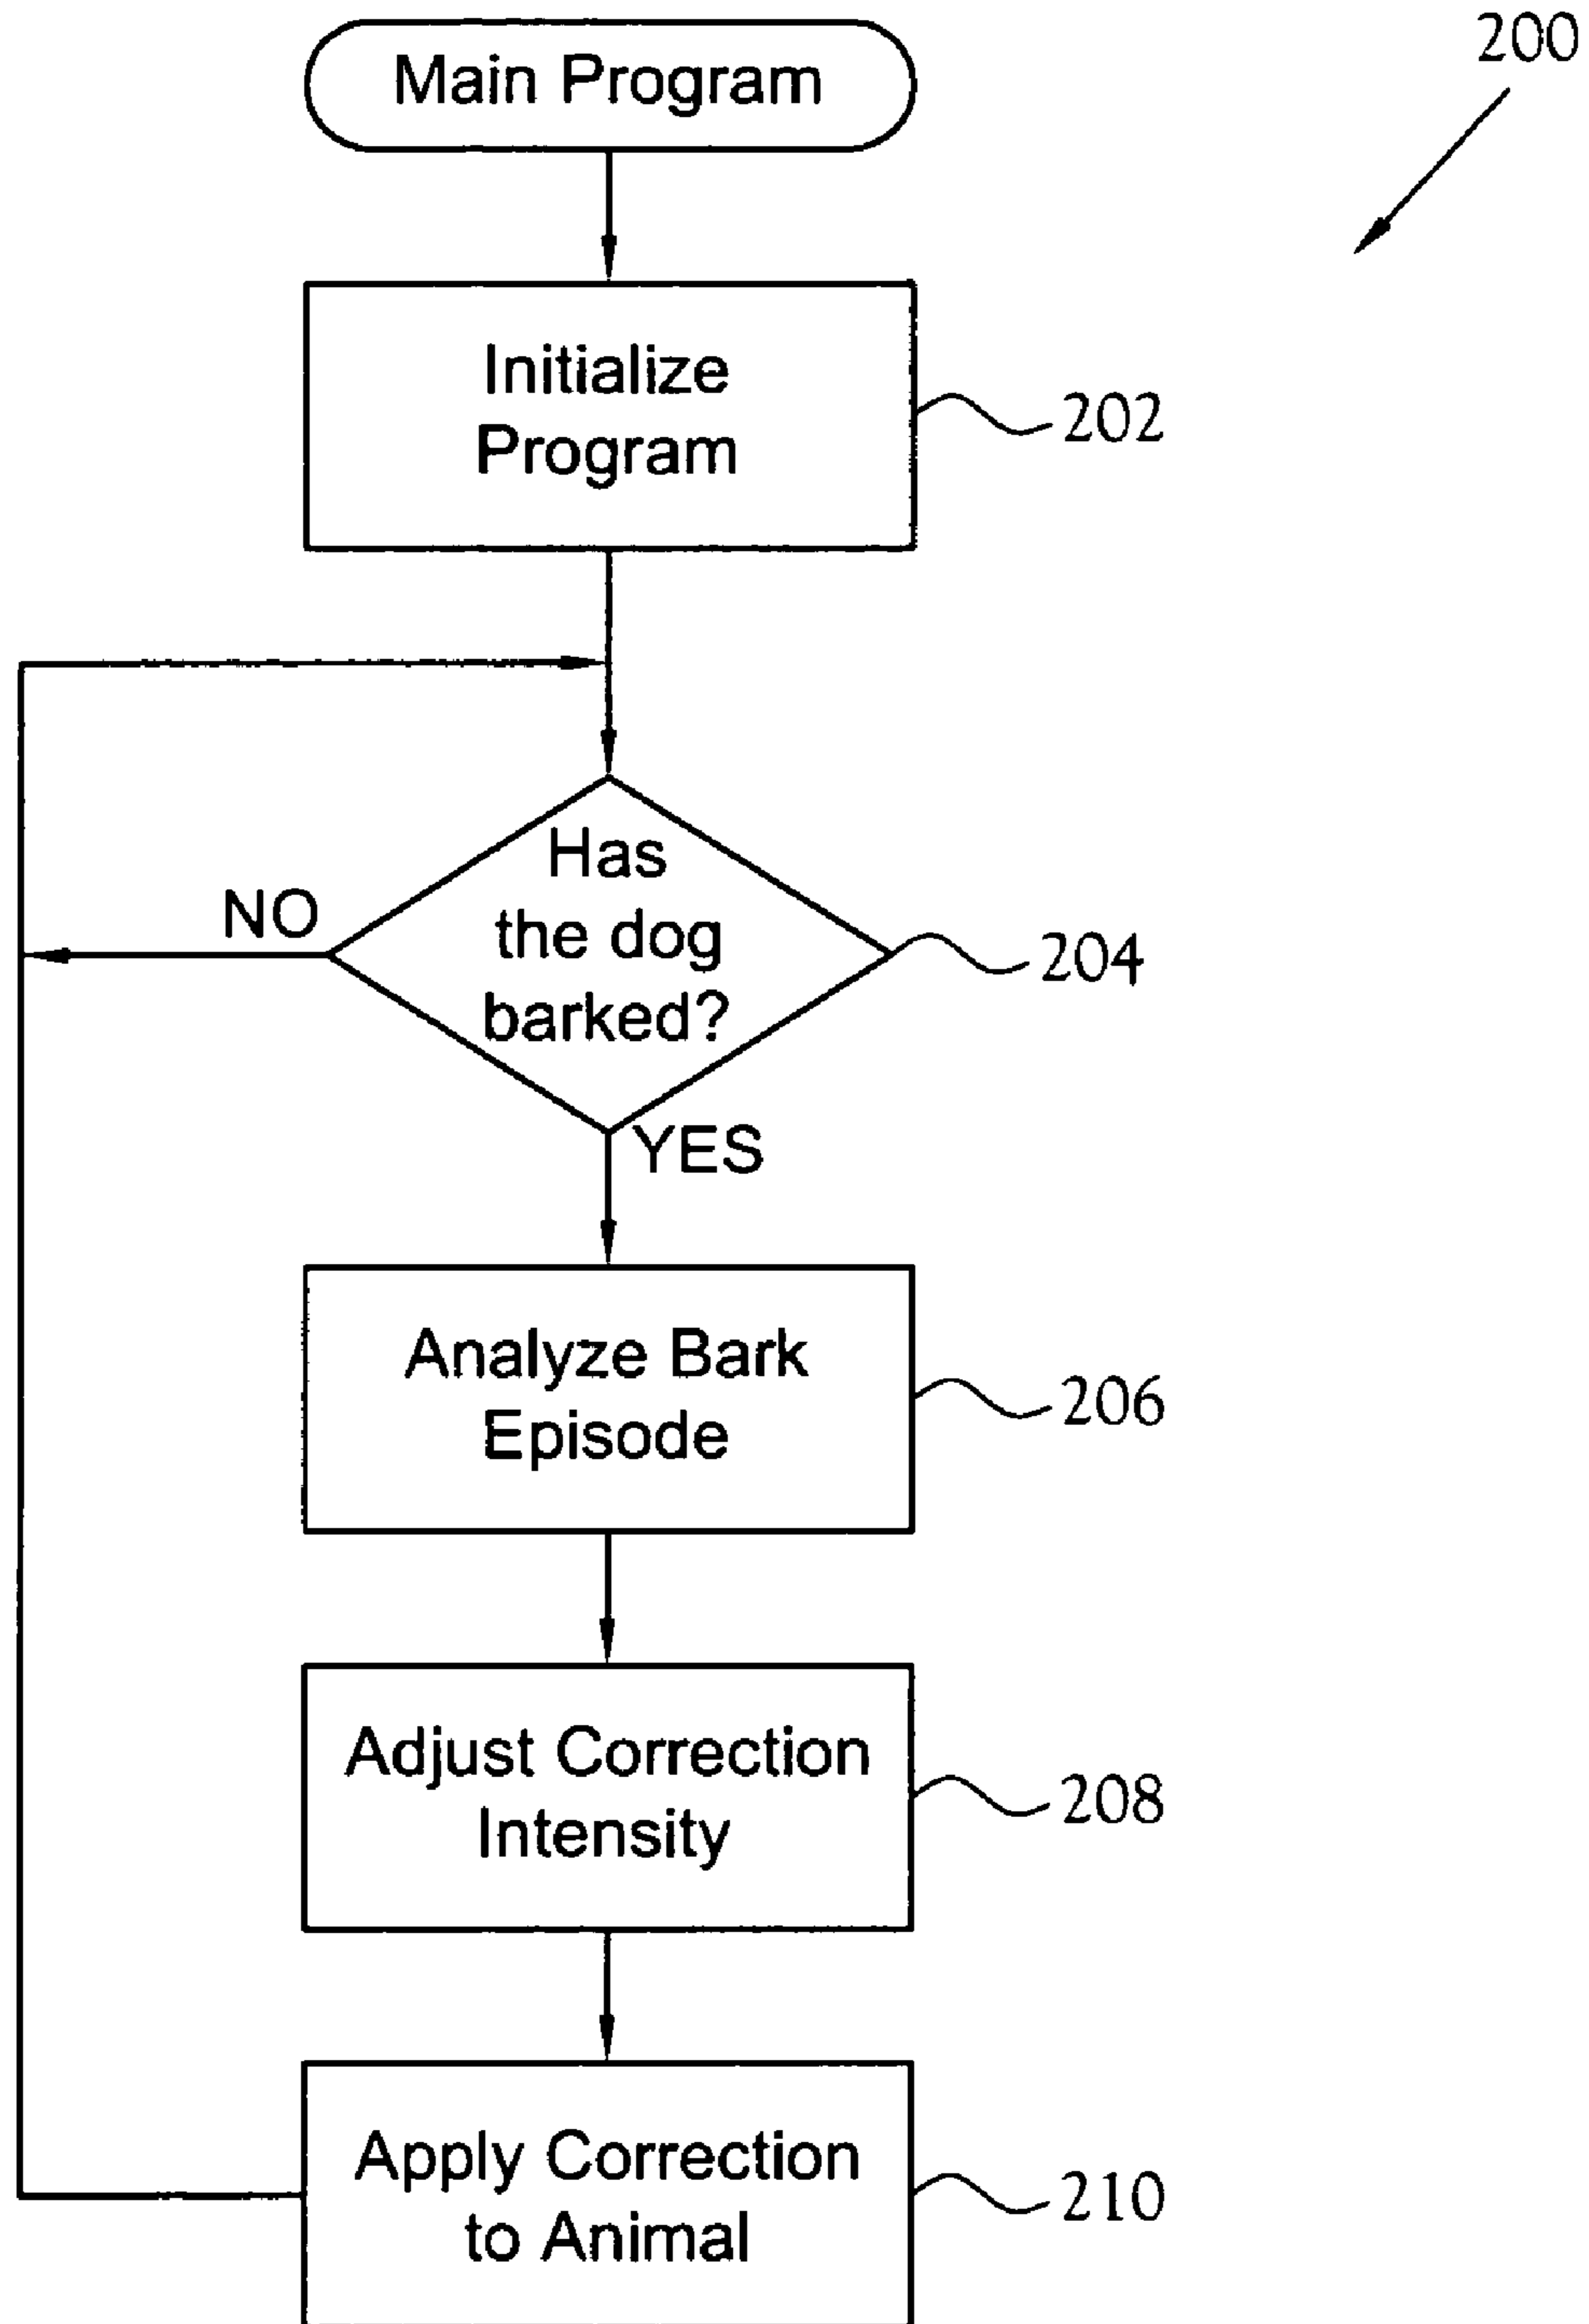 Main Program
200
Initialize
Program
202
Has
the dog
barked?
NO
204
YES
Analyze Bark
Episode
206
Adjust Correction
Intensity
208
Apply Correction
to Animal
210